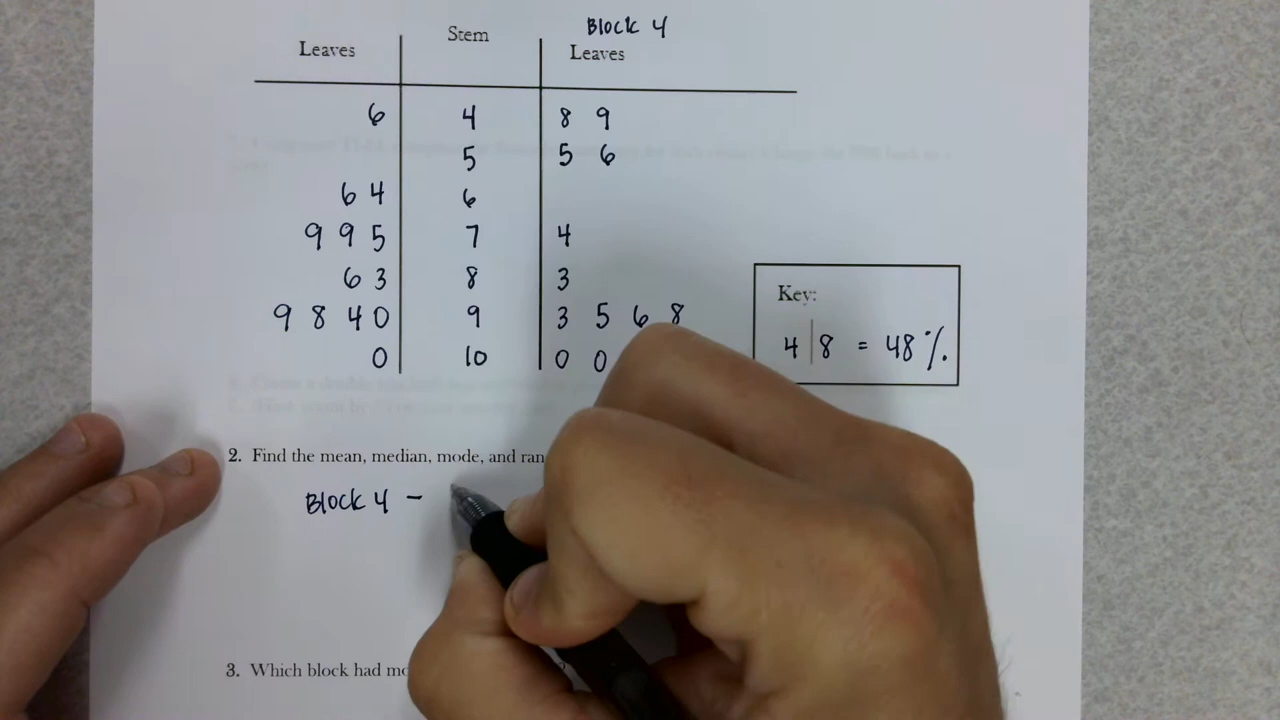 Block 4
Leaves Stem Leaves
6 4 8 9
5 5 6
6 4 6
9 9 5 7 4
6 3 8 3
9 8 4 0 9 3 5 6 8
0 10 0 0
Key:
4 | 8 = 48%.
2. Find the mean, median, mode, and
Block 4 -
3. Which block had